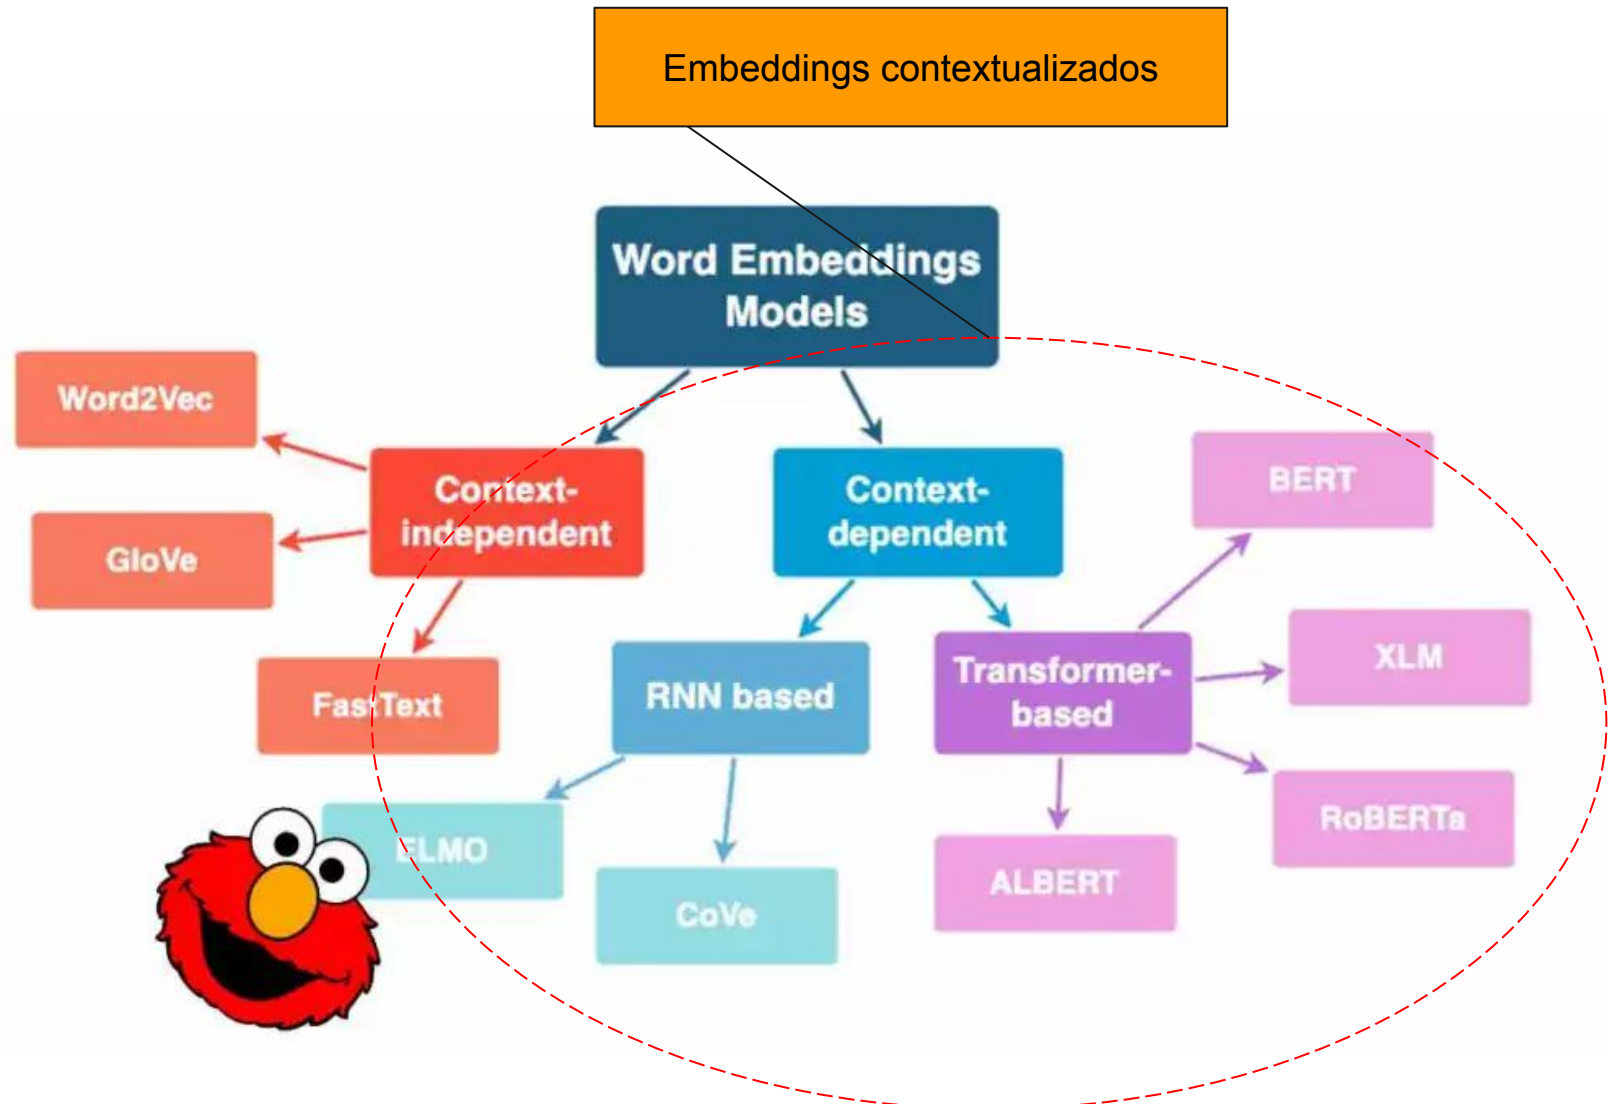 Embeddings contextualizados
Word Embeddings
Models
Word2Vec
GloVe
FastText
Context-
independent
Context-
dependent
RNN based
ELMO
CoVe
Transformer-
based
BERT
XLM
RoBERTa
ALBERT